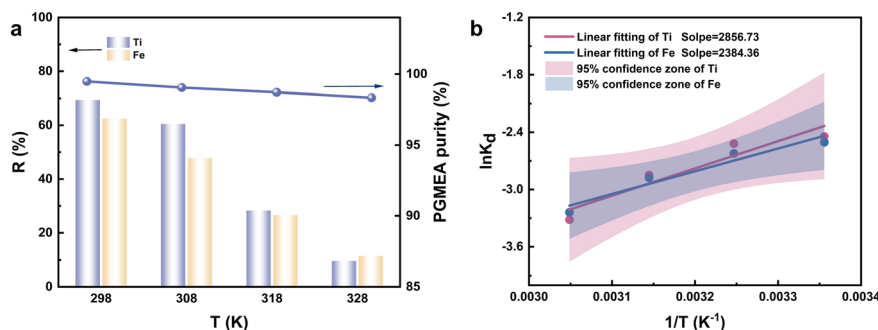 a
100
80
60
40
20
0
R (%)
Ti
Fe
100
95
90
85
PGMEA purity (%)
298 308 318 328
T (K)
b
-1.2
-1.8
-2.4
-3.0
-3.6
lnKd
Linear fitting of Ti Solpe=2856.73
Linear fitting of Fe Solpe=2384.36
95% confidence zone of Ti
95% confidence zone of Fe
0.0030 0.0031 0.0032 0.0033 0.0034
1/T (K-1)